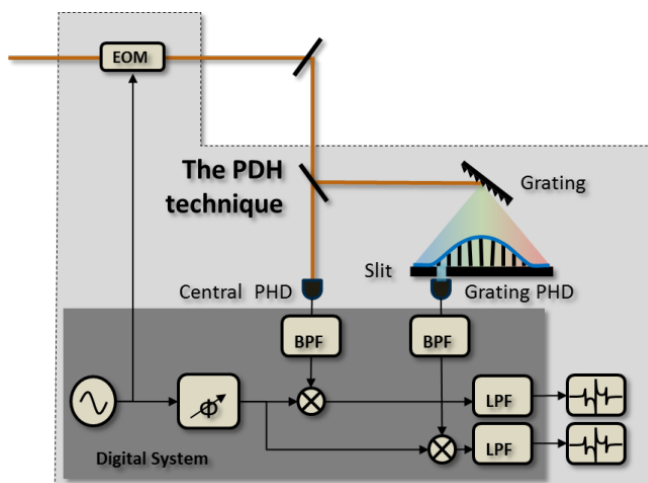 EOM
The PDH
technique
Grating
Slit
Central PHD
Grating PHD
BPF
BPF
Φ
LPF
LPF
Digital System